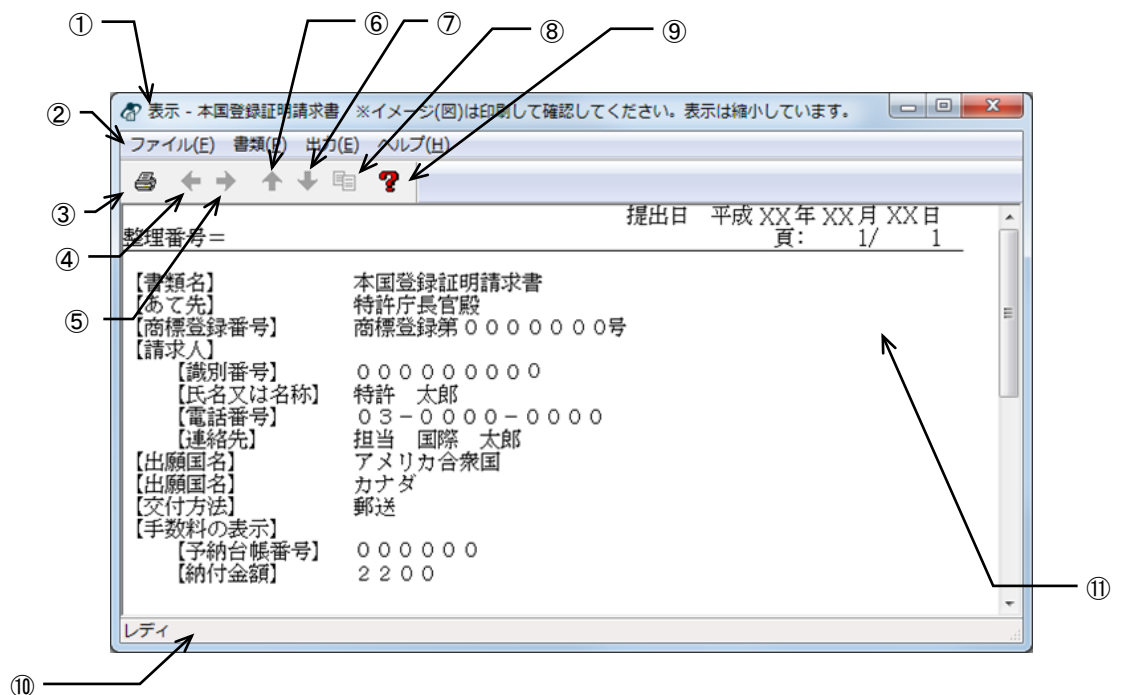 ① ⑥ ⑦ ⑧ ⑨
②
表示 - 本国登録証明請求書 ※イメージ(図)は印刷して確認してください。表示は縮小しています。
ファイル(F) 書類(P) 出力(E) ヘルプ(H)
③
提出日 平成 XX年 XX月 XX日
整理番号＝ 頁: 1/ 1
④
【書類名】 本国登録証明請求書
【あて先】 特許庁長官殿
⑤
【商標登録番号】 商標登録第０００００００号
【請求人】
【識別番号】 ０００００００００
【氏名又は名称】 特許 太郎
【電話番号】 ０３－００００－００００
【連絡先】 担当 国際 太郎
【出願国名】 アメリカ合衆国
【出願国名】 カナダ
【交付方法】 郵送
【手数料の表示】
【予納台帳番号】 ００００００
【納付金額】 ２２００
⑪
レディ
⑩